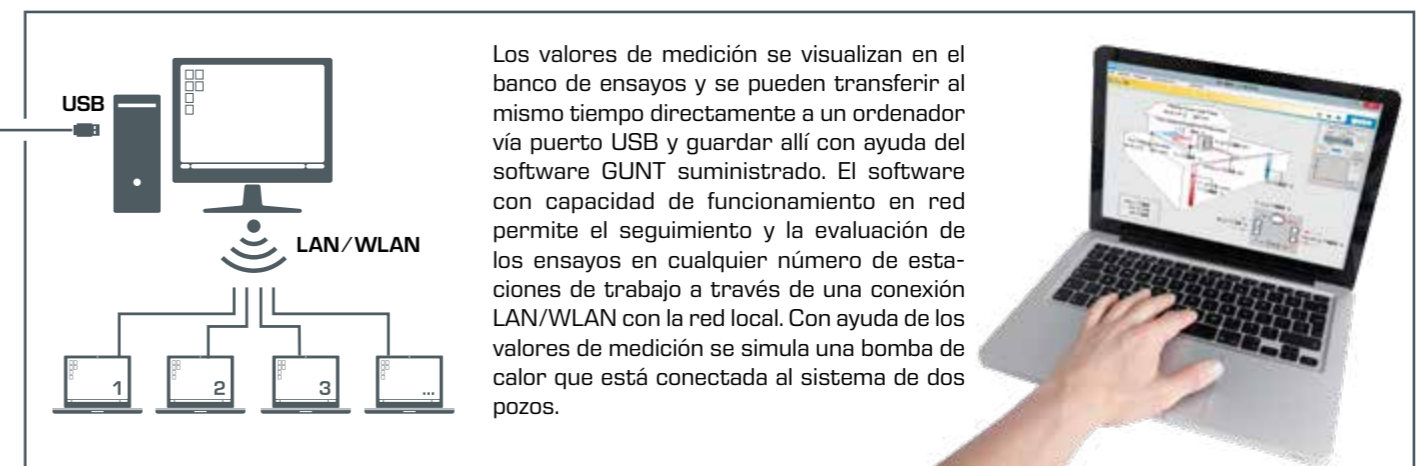 USB
LAN/WLAN
1
2
3
...
Los valores de medición se visualizan en el
banco de ensayos y se pueden transferir al
mismo tiempo directamente a un ordenador
vía puerto USB y guardar allí con ayuda del
software GUNT suministrado. El software
con capacidad de funcionamiento en red
permite el seguimiento y la evaluación de
los ensayos en cualquier número de esta-
ciones de trabajo a través de una conexión
LAN/WLAN con la red local. Con ayuda de los
valores de medición se simula una bomba de
calor que está conectada al sistema de dos
pozos.